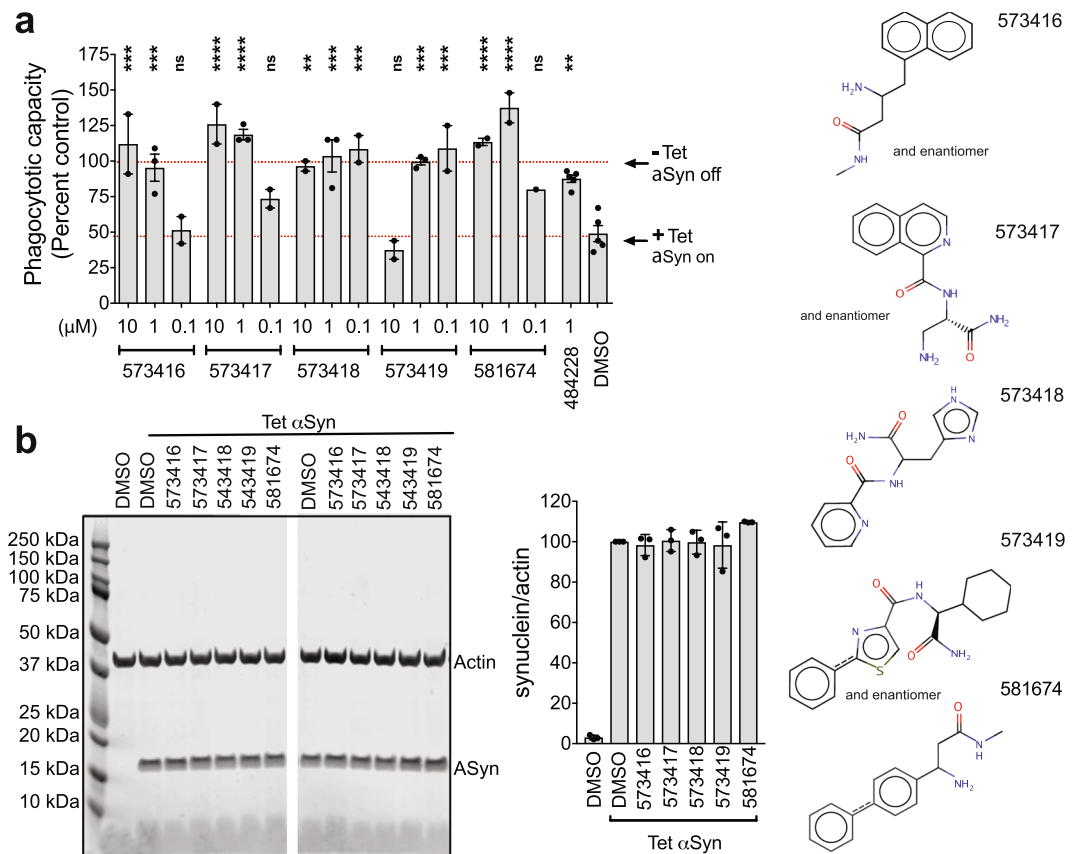 a
Phagocytotic capacity
(Percent control)
175
150
125
100
75
50
25
0
*** *** ns **** **** ns ** *** *** ns *** *** **** **** ns **
- Tet
aSyn off
+ Tet
aSyn on
(μM) 10 1 0.1 10 1 0.1 10 1 0.1 10 1 0.1 10 1 0.1 1
573416 573417 573418 573419 581674 484228 DMSO
b
Tet αSyn
DMSO DMSO 573416 573417 543418 543419 581674 DMSO 573416 573417 543418 543419 581674
250 kDa
150 kDa
100 kDa
75 kDa
50 kDa
37 kDa
25 kDa
20 kDa
15 kDa
10 kDa
Actin
ASyn
synuclein/actin
120
100
80
60
40
20
0
DMSO DMSO 573416 573417 573418 573419 581674
Tet αSyn
573416
H₂N
O
HN
and enantiomer
573417
N
O
NH
and enantiomer
NH₂
O
NH₂
573418
H
N
N
O
H₂N
O
NH
N
573419
O
H
N
N
S
O
NH₂
and enantiomer
581674
O
N
H
NH₂